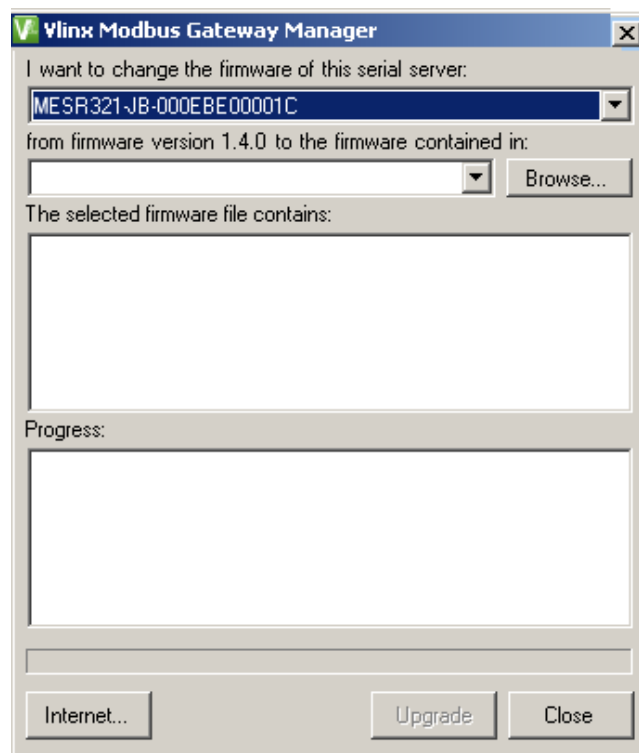 Vlinx Modbus Gateway Manager
I want to change the firmware of this serial server:
MESR321-JB-000EBE00001C
from firmware version 1.4.0 to the firmware contained in:
Browse...
The selected firmware file contains:
Progress:
Internet...
Upgrade
Close